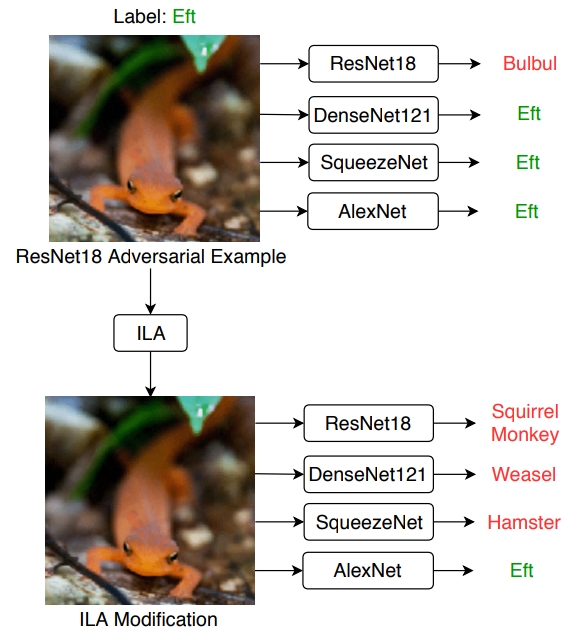 Label: Eft
ResNet18
Bulbul
DenseNet121
Eft
SqueezeNet
Eft
AlexNet
Eft
ResNet18 Adversarial Example
ILA
ResNet18
Squirrel
Monkey
DenseNet121
Weasel
SqueezeNet
Hamster
AlexNet
Eft
ILA Modification